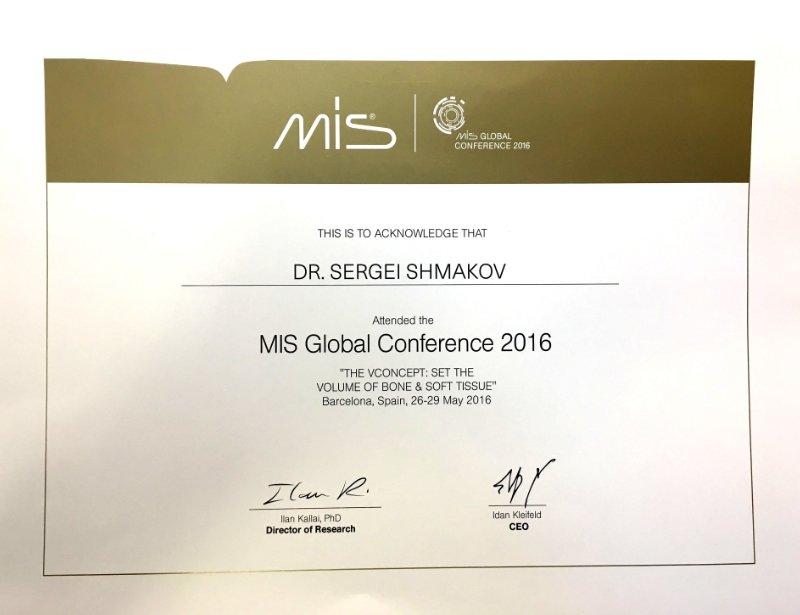 MIS®
MIS GLOBAL
CONFERENCE 2016
THIS IS TO ACKNOWLEDGE THAT
DR. SERGEI SHMAKOV
Attended the
MIS Global Conference 2016
"THE VCONCEPT: SET THE
VOLUME OF BONE & SOFT TISSUE"
Barcelona, Spain, 26-29 May 2016
Ilan K.
Ilan Kallai, PhD
Director of Research
Idan Kleifeld
CEO